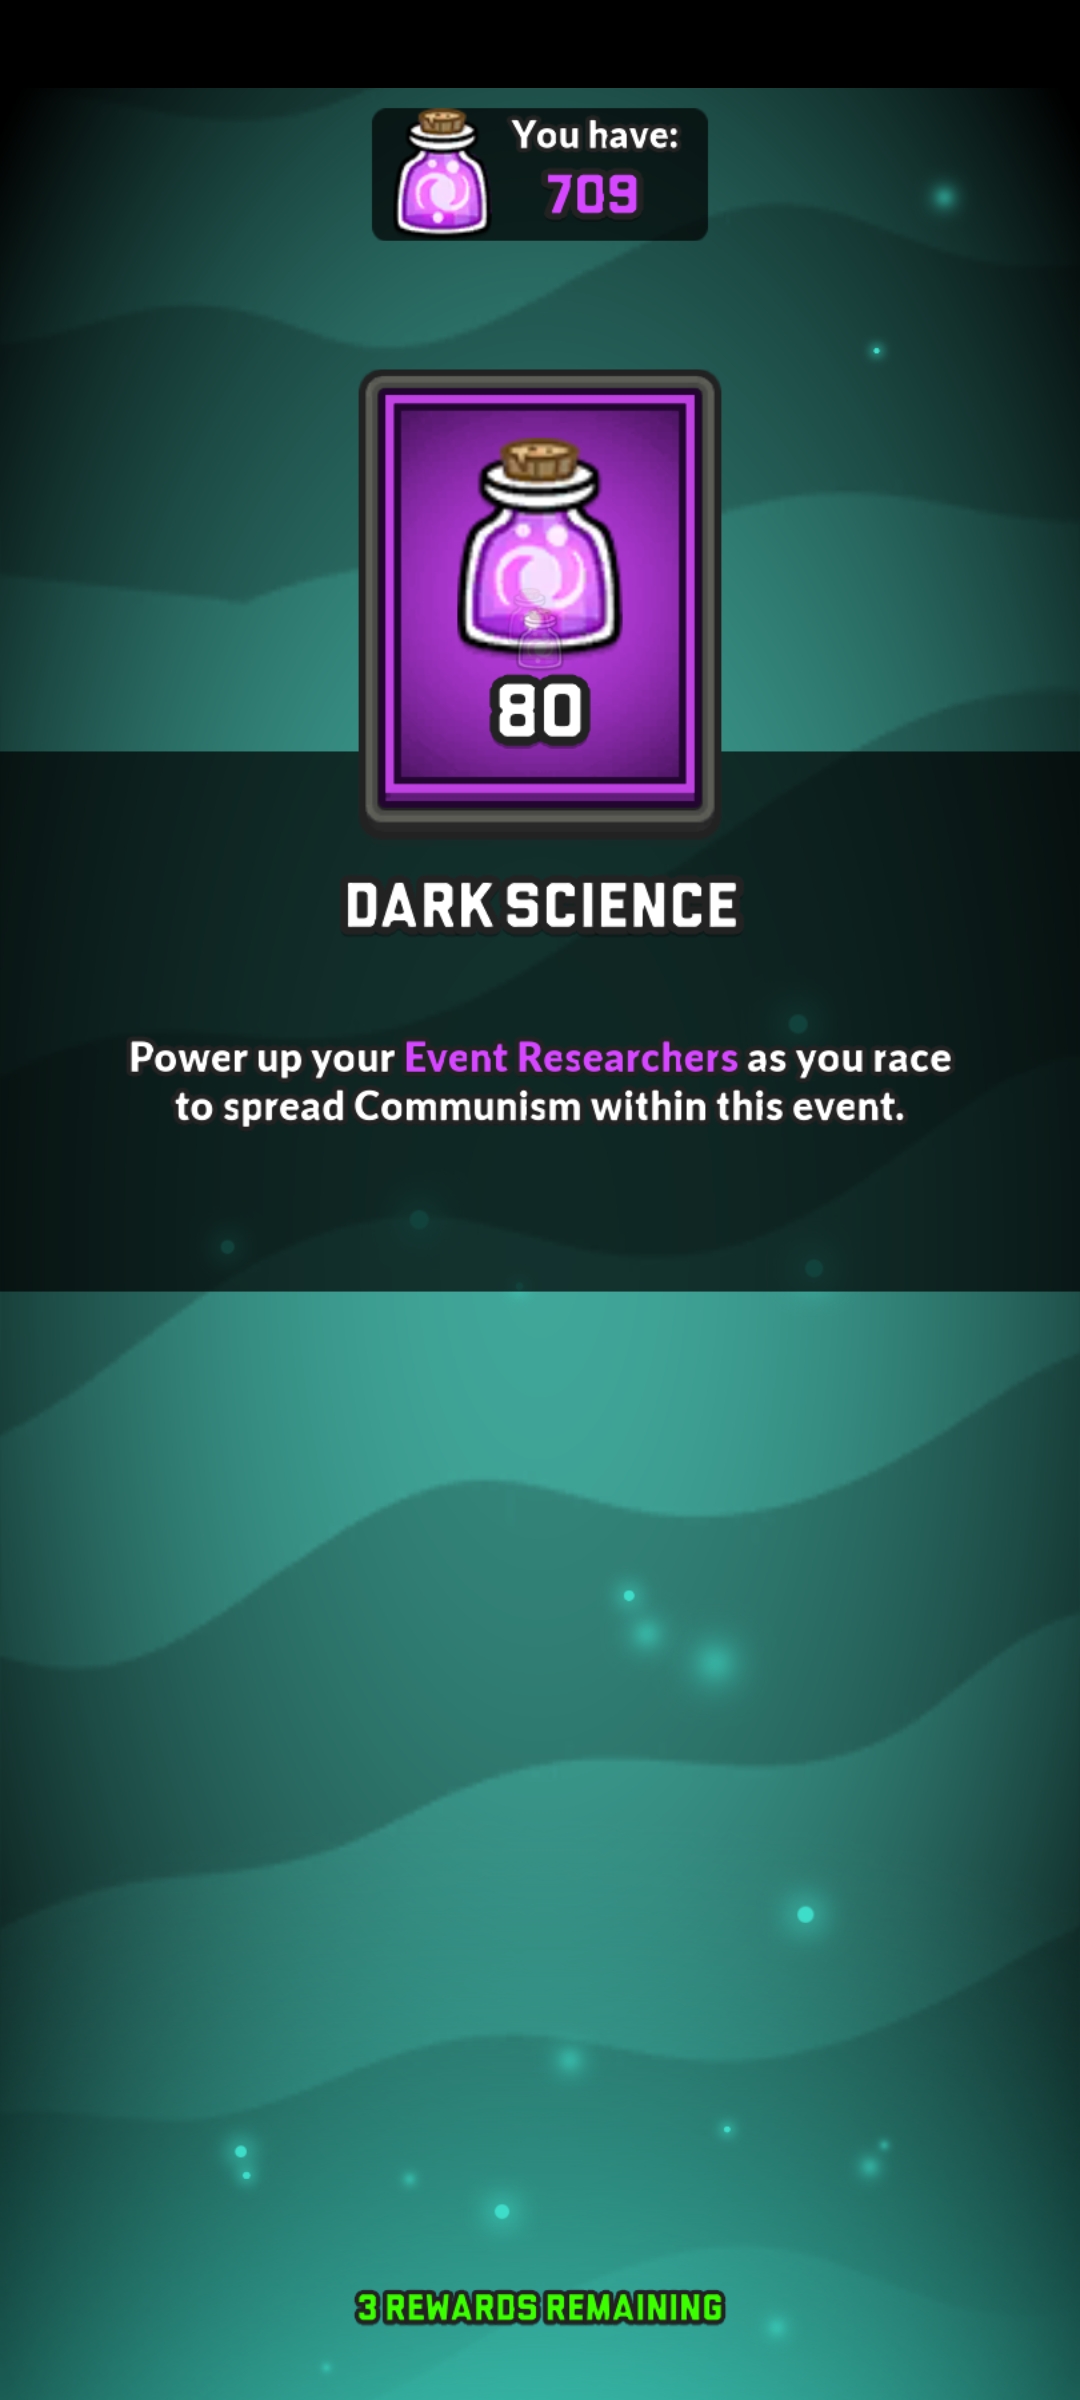 You have:
709
80
DARK SCIENCE
Power up your Event Researchers as you race
to spread Communism within this event.
3 REWARDS REMAINING